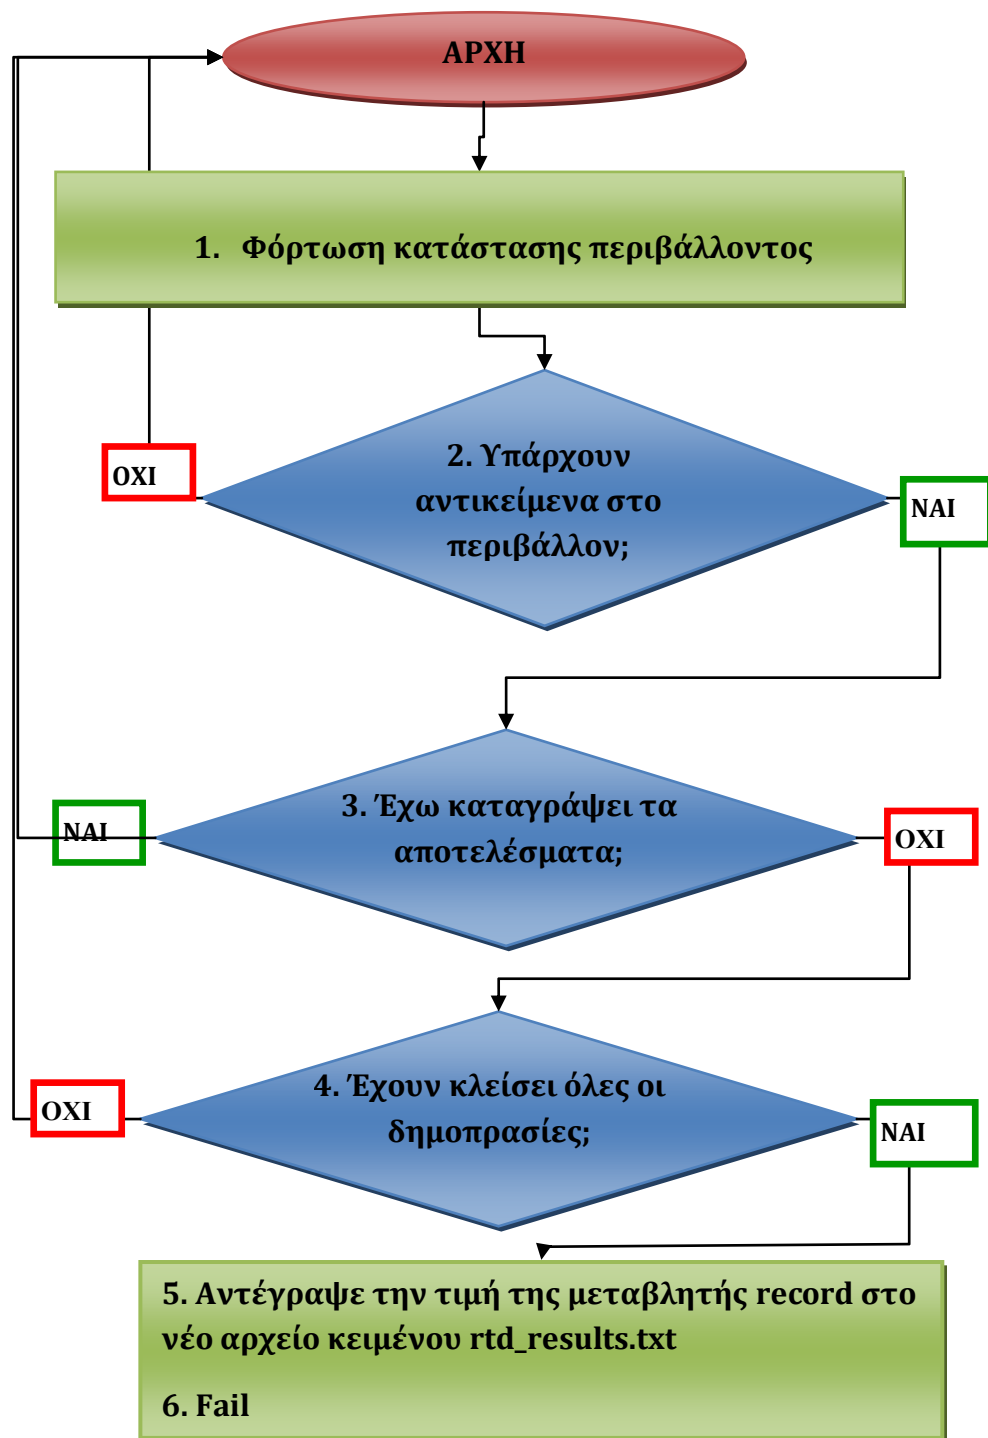 ΑΡΧΗ
1. Φόρτωση κατάστασης περιβάλλοντος
2. Υπάρχουν
αντικείμενα στο
περιβάλλον;
ΟΧΙ
ΝΑΙ
3. Έχω καταγράψει τα
αποτελέσματα;
ΝΑΙ
ΟΧΙ
4. Έχουν κλείσει όλες οι
δημοπρασίες;
ΟΧΙ
ΝΑΙ
5. Αντέγραψε την τιμή της μεταβλητής record στο
νέο αρχείο κειμένου rtd_results.txt
6. Fail